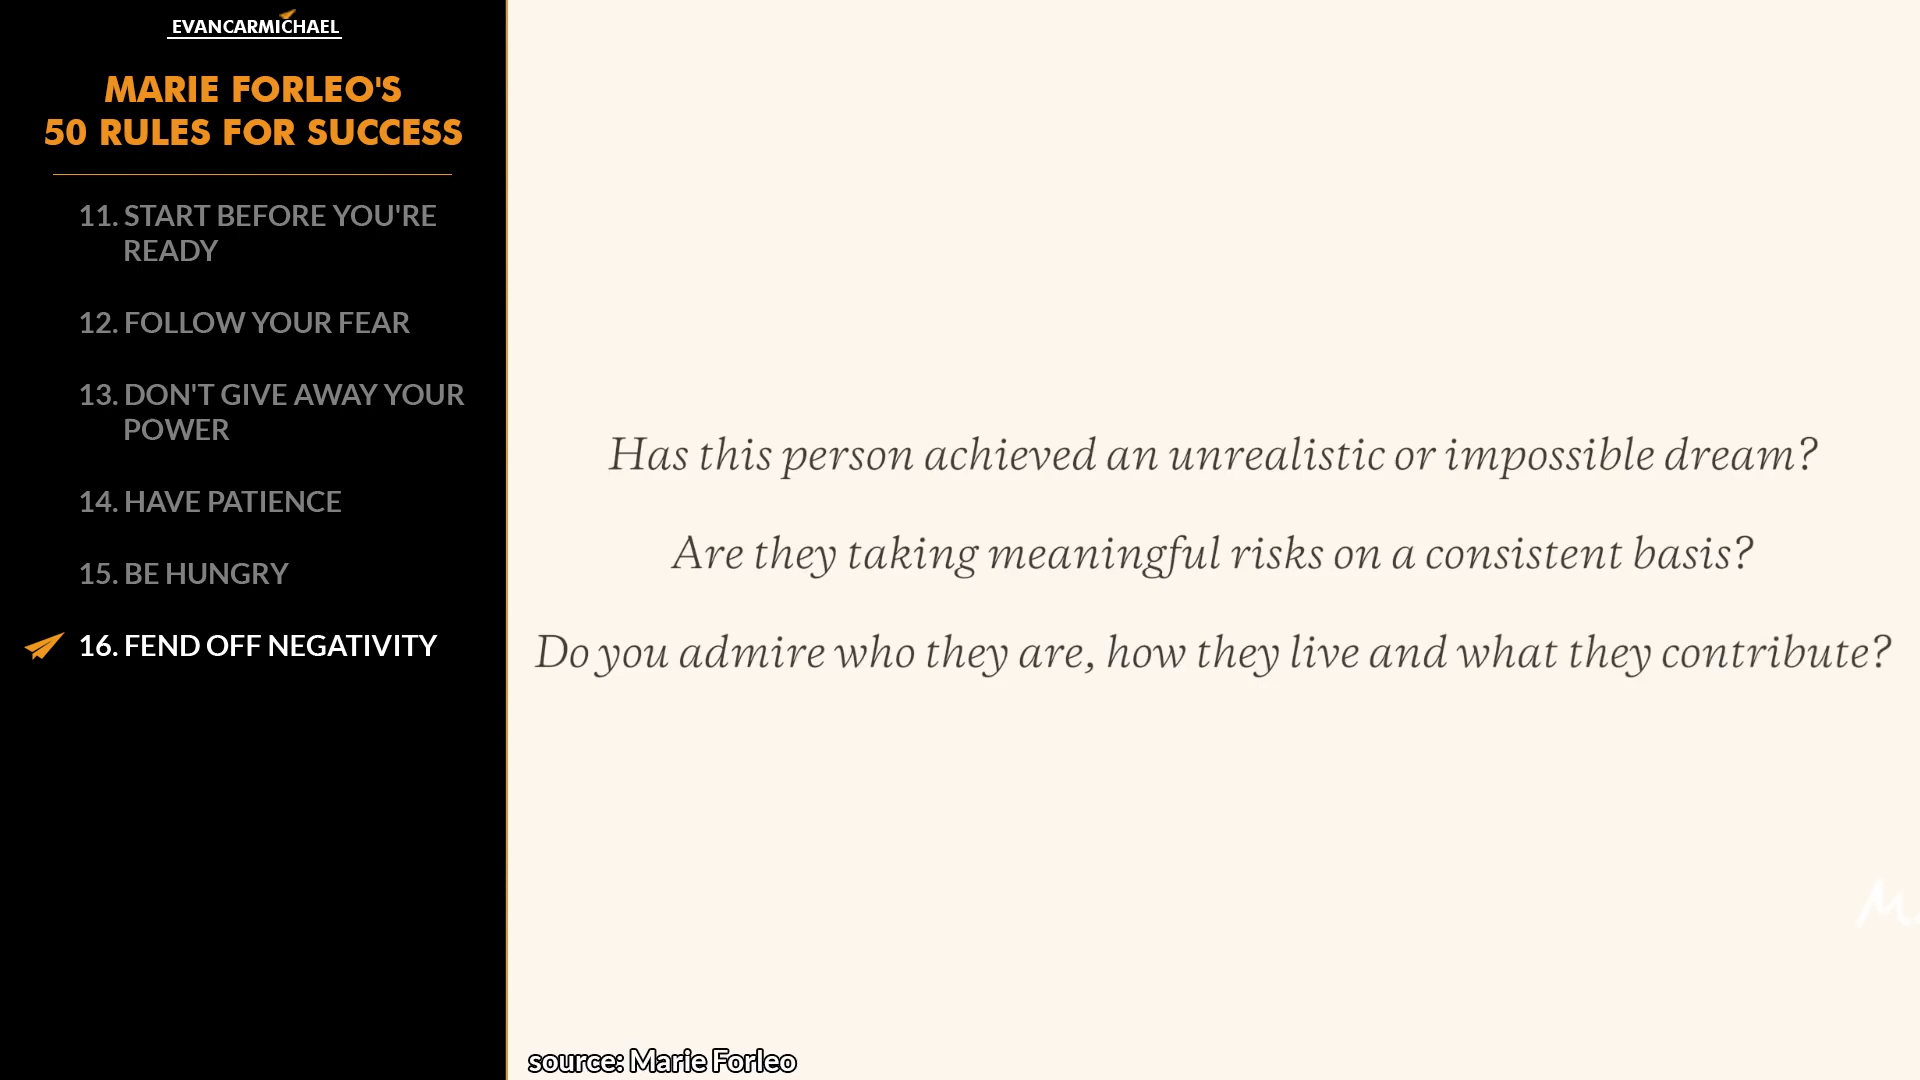 EVANCARMICHAEL
MARIE FORLEO'S
50 RULES FOR SUCCESS
11. START BEFORE YOU'RE
READY
12. FOLLOW YOUR FEAR
13. DON'T GIVE AWAY YOUR
POWER
14. HAVE PATIENCE
15. BE HUNGRY
16. FEND OFF NEGATIVITY
Has this person achieved an unrealistic or impossible dream?
Are they taking meaningful risks on a consistent basis?
Do you admire who they are, how they live and what they contribute?
source: Marie Forleo